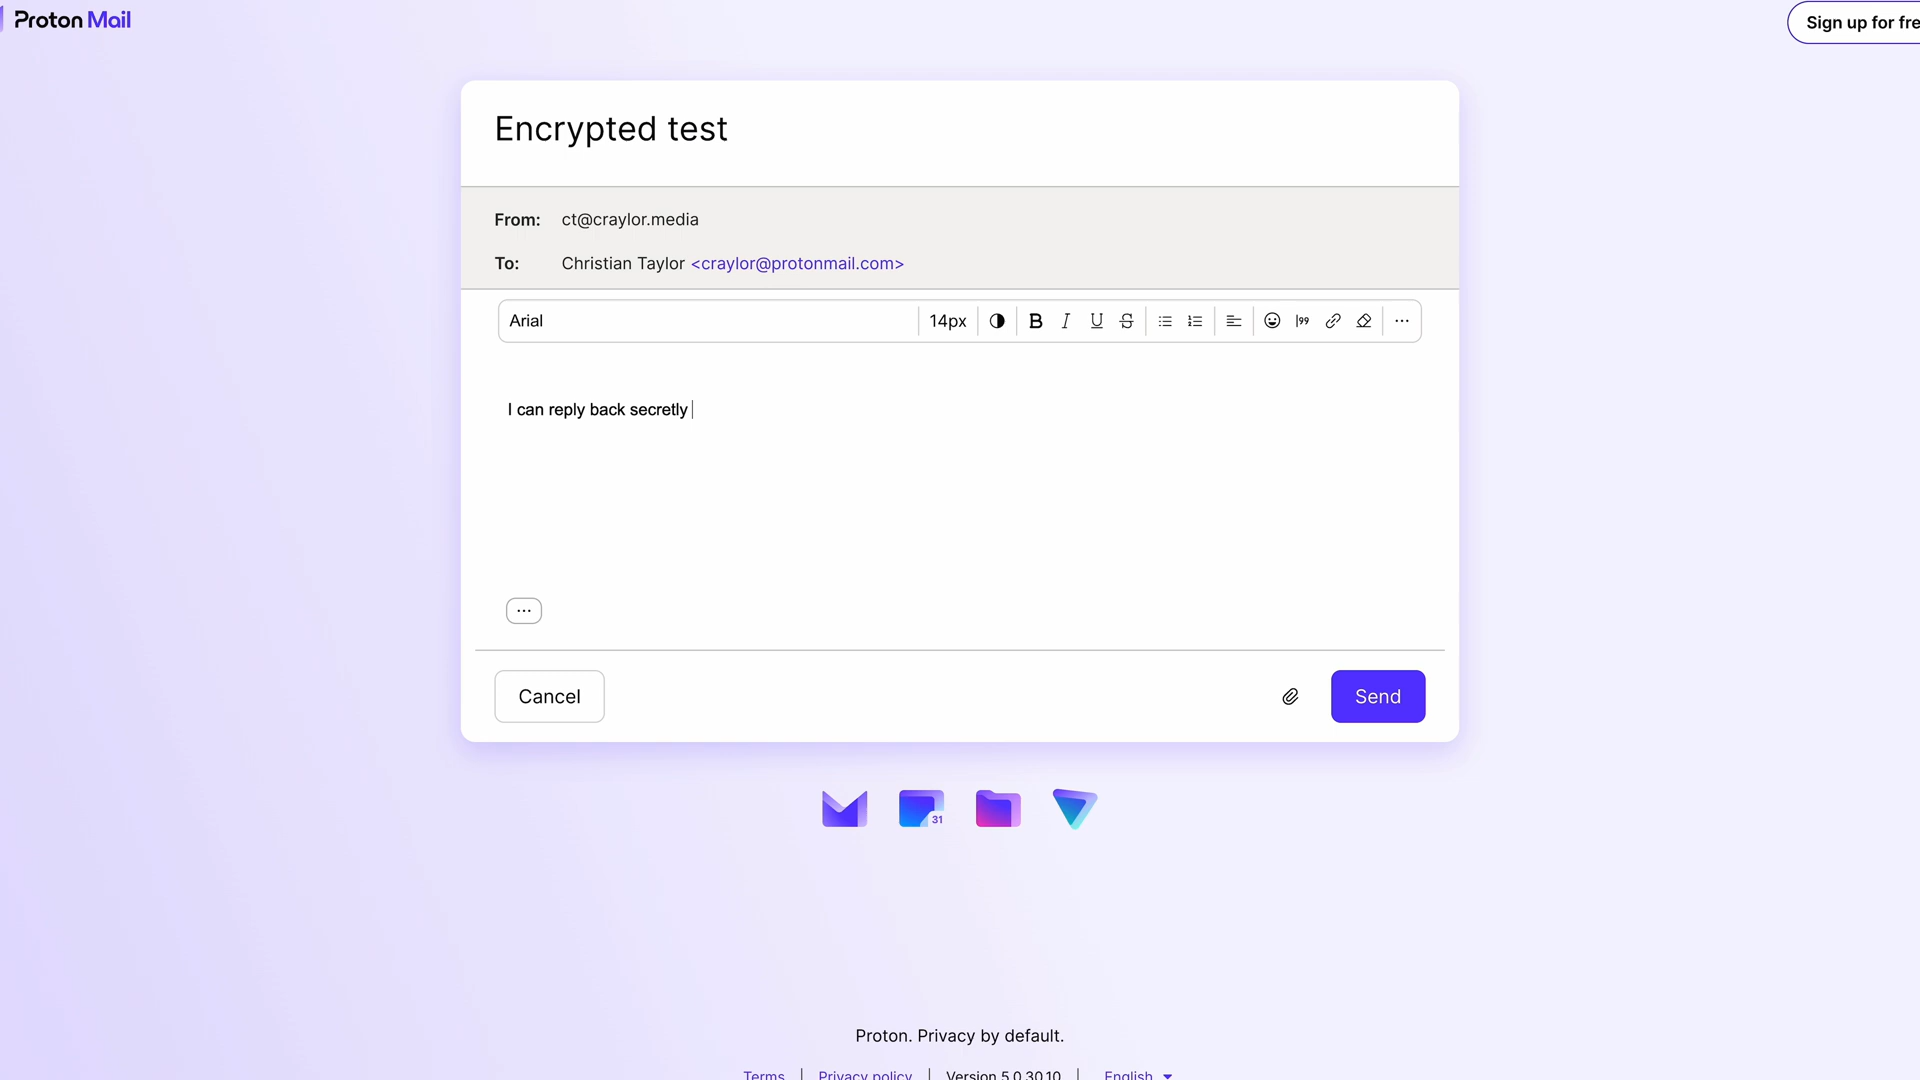 Proton Mail
Sign up for fre
Encrypted test
From: ct@craylor.media
To: Christian Taylor <craylor@protonmail.com>
Arial 14px
I can reply back secretly
Cancel
Send
31
Proton. Privacy by default.
Terms | Privacy policy | Version 5.0.30.10 | English